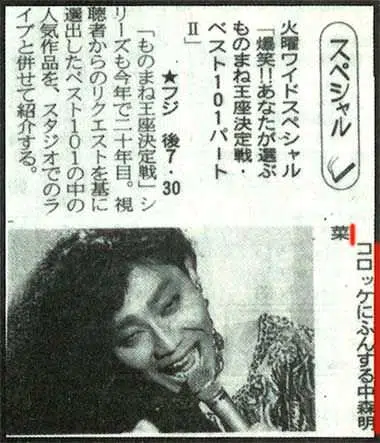 スペシャル
火曜ワイドスペシャル
「爆笑!!あなたが選ぶ
ものまね王座決定戦・
ベスト101パート
Ⅱ」
★フジ 後7・30
「ものまね王座決定戦」シ
リーズも今年で二十年目。視
聴者からのリクエストを基に
選出したベスト101の中の
人気作品を、スタジオでのラ
イブと併せて紹介する。
コロッケにふんする中森明
菜